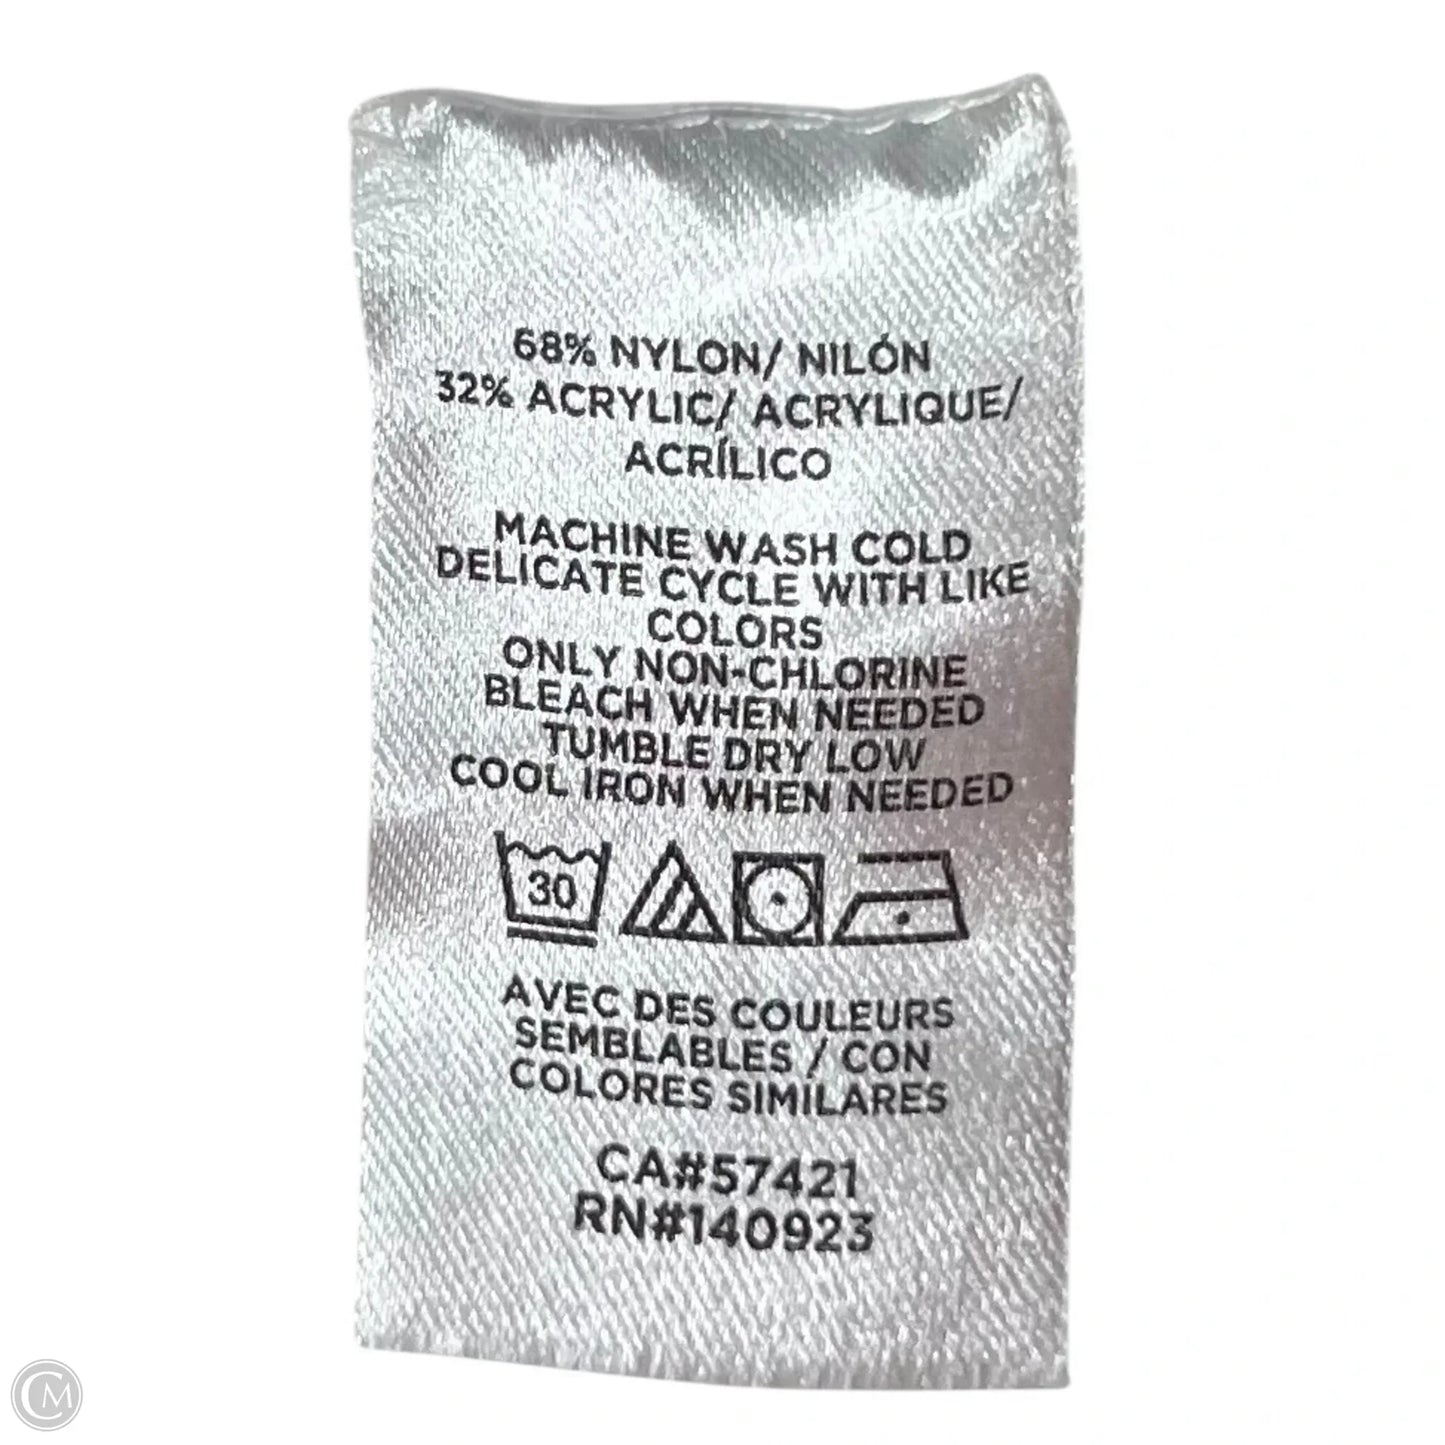 68% NYLON/ NILÓN
32% ACRYLIC/ ACRYLIQUE/
ACRÍLICO
MACHINE WASH COLD
DELICATE CYCLE WITH LIKE
COLORS
ONLY NON-CHLORINE
BLEACH WHEN NEEDED
TUMBLE DRY LOW
COOL IRON WHEN NEEDED
30
AVEC DES COULEURS
SEMBLABLES / CON
COLORES SIMILARES
CA#57421
RN#140923
CM